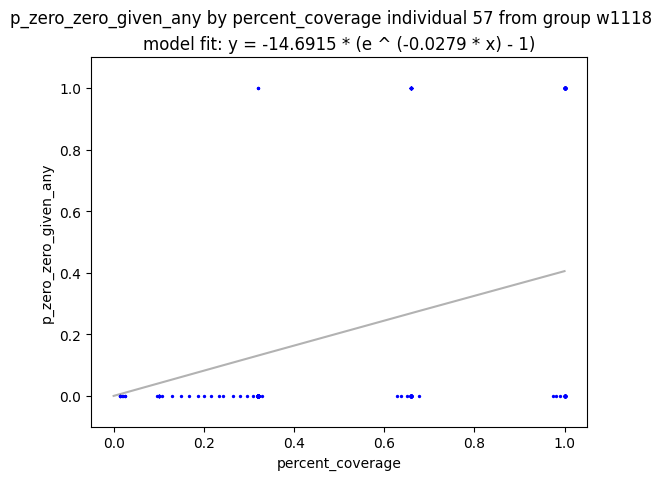 p_zero_zero_given_any by percent_coverage individual 57 from group w1118
model fit: y = -14.6915 * (e ^ (-0.0279 * x) - 1)
1.0
0.8
0.6
0.4
0.2
0.0
p_zero_zero_given_any
0.0 0.2 0.4 0.6 0.8 1.0
percent_coverage